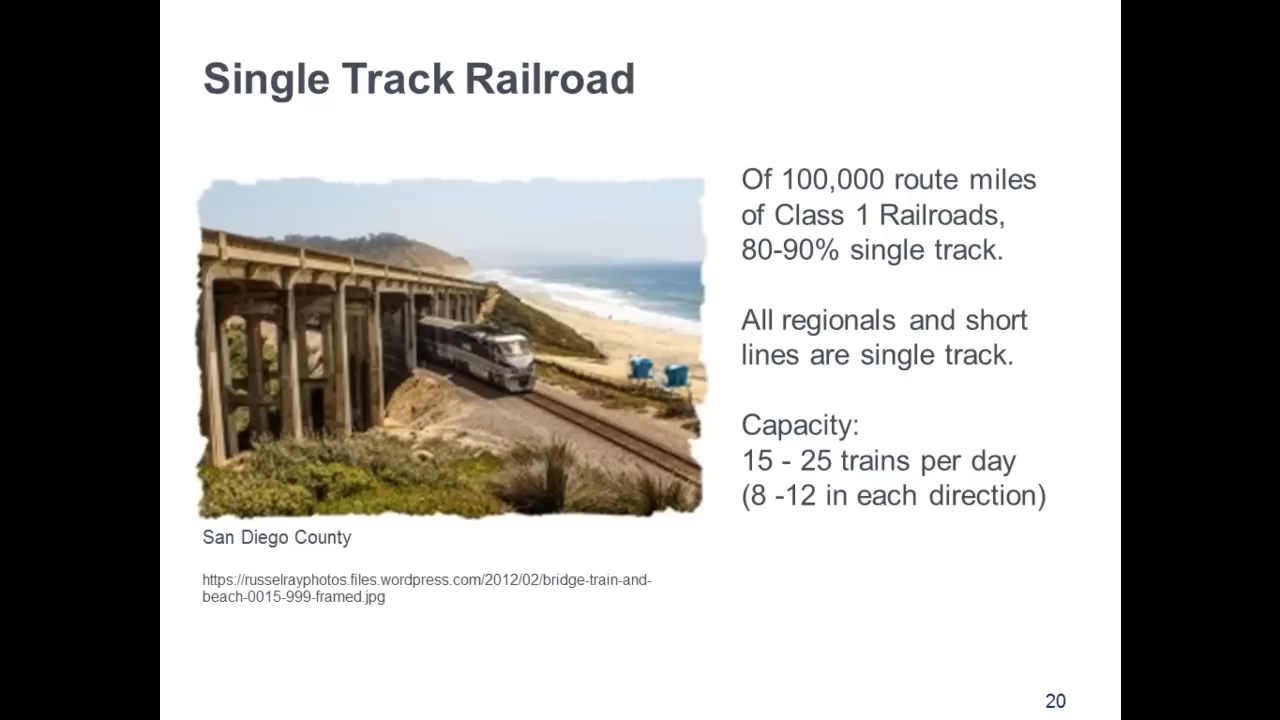 Single Track Railroad
Of 100,000 route miles
of Class 1 Railroads,
80-90% single track.
All regionals and short
lines are single track.
Capacity:
15 - 25 trains per day
(8 -12 in each direction)
San Diego County
https://russelrayphotos.files.wordpress.com/2012/02/bridge-train-and-
beach-0015-999-framed.jpg
20